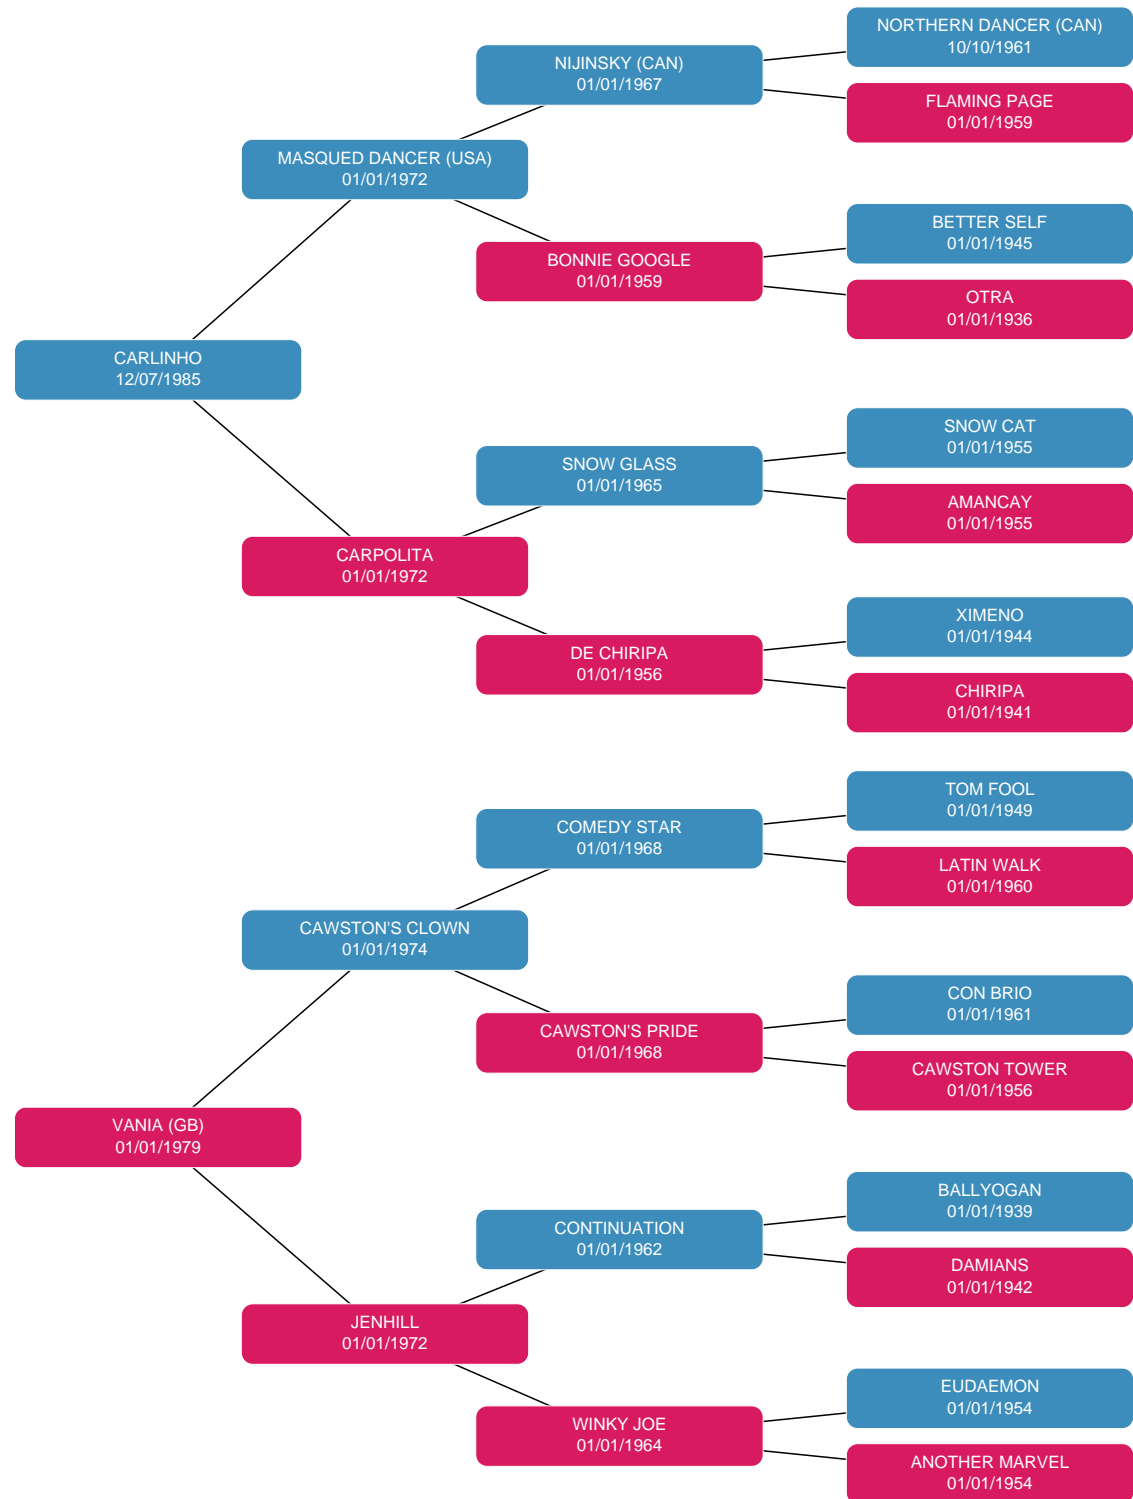 NORTHERN DANCER (CAN)
10/10/1961
NIJINSKY (CAN)
01/01/1967
FLAMING PAGE
01/01/1959
MASQUED DANCER (USA)
01/01/1972
BETTER SELF
01/01/1945
BONNIE GOOGLE
01/01/1959
OTRA
01/01/1936
CARLINHO
12/07/1985
SNOW CAT
01/01/1955
SNOW GLASS
01/01/1965
AMANCAY
01/01/1955
CARPOLITA
01/01/1972
XIMENO
01/01/1944
DE CHIRIPA
01/01/1956
CHIRIPA
01/01/1941
TOM FOOL
01/01/1949
COMEDY STAR
01/01/1968
LATIN WALK
01/01/1960
CAWSTON'S CLOWN
01/01/1974
CON BRIO
01/01/1961
CAWSTON'S PRIDE
01/01/1968
CAWSTON TOWER
01/01/1956
VANIA (GB)
01/01/1979
BALLYOGAN
01/01/1939
CONTINUATION
01/01/1962
DAMIANS
01/01/1942
JENHILL
01/01/1972
EUDAEMON
01/01/1954
WINKY JOE
01/01/1964
ANOTHER MARVEL
01/01/1954